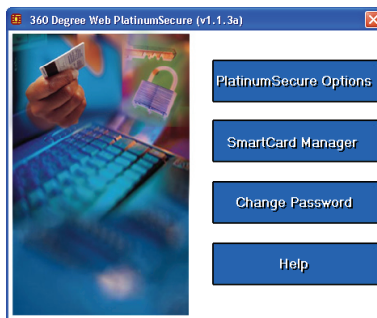 360 Degree Web PlatinumSecure (v1.1.3a)
PlatinumSecure Options
SmartCard Manager
Change Password
Help